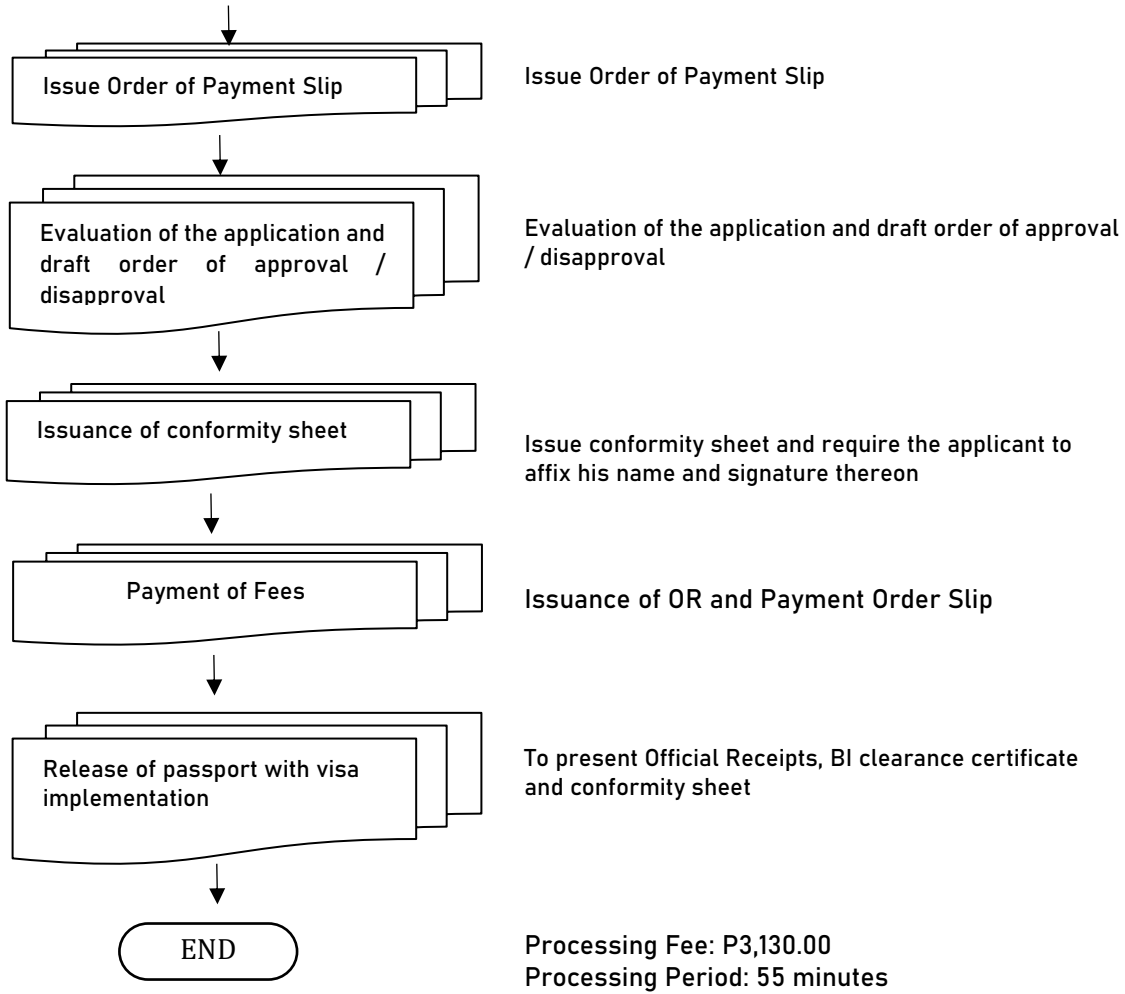 Issue Order of Payment Slip
Issue Order of Payment Slip
Evaluation of the application and
draft order of approval /
disapproval
Evaluation of the application and draft order of approval
/ disapproval
Issuance of conformity sheet
Issue conformity sheet and require the applicant to
affix his name and signature thereon
Payment of Fees
Issuance of OR and Payment Order Slip
Release of passport with visa
implementation
To present Official Receipts, BI clearance certificate
and conformity sheet
END
Processing Fee: P3,130.00
Processing Period: 55 minutes